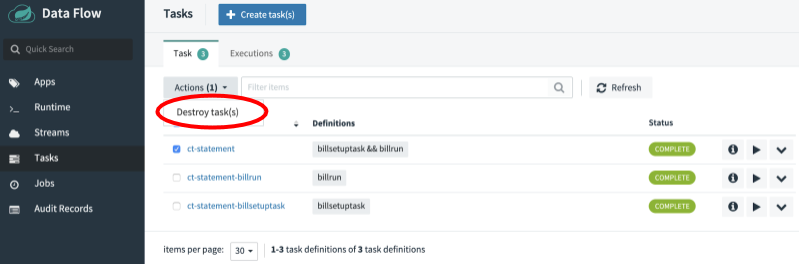 Data Flow
Tasks
Create task(s)
Quick Search
Task 3
Executions 3
Apps
Actions (1)
Filter items
Refresh
Runtime
Destroy task(s)
Streams
Definitions
Status
Tasks
ct-statement
billsetuptask && billrun
COMPLETE
Jobs
ct-statement-billrun
billrun
COMPLETE
Audit Records
ct-statement-billsetuptask
billsetuptask
COMPLETE
items per page: 30
1-3 task definitions of 3 task definitions